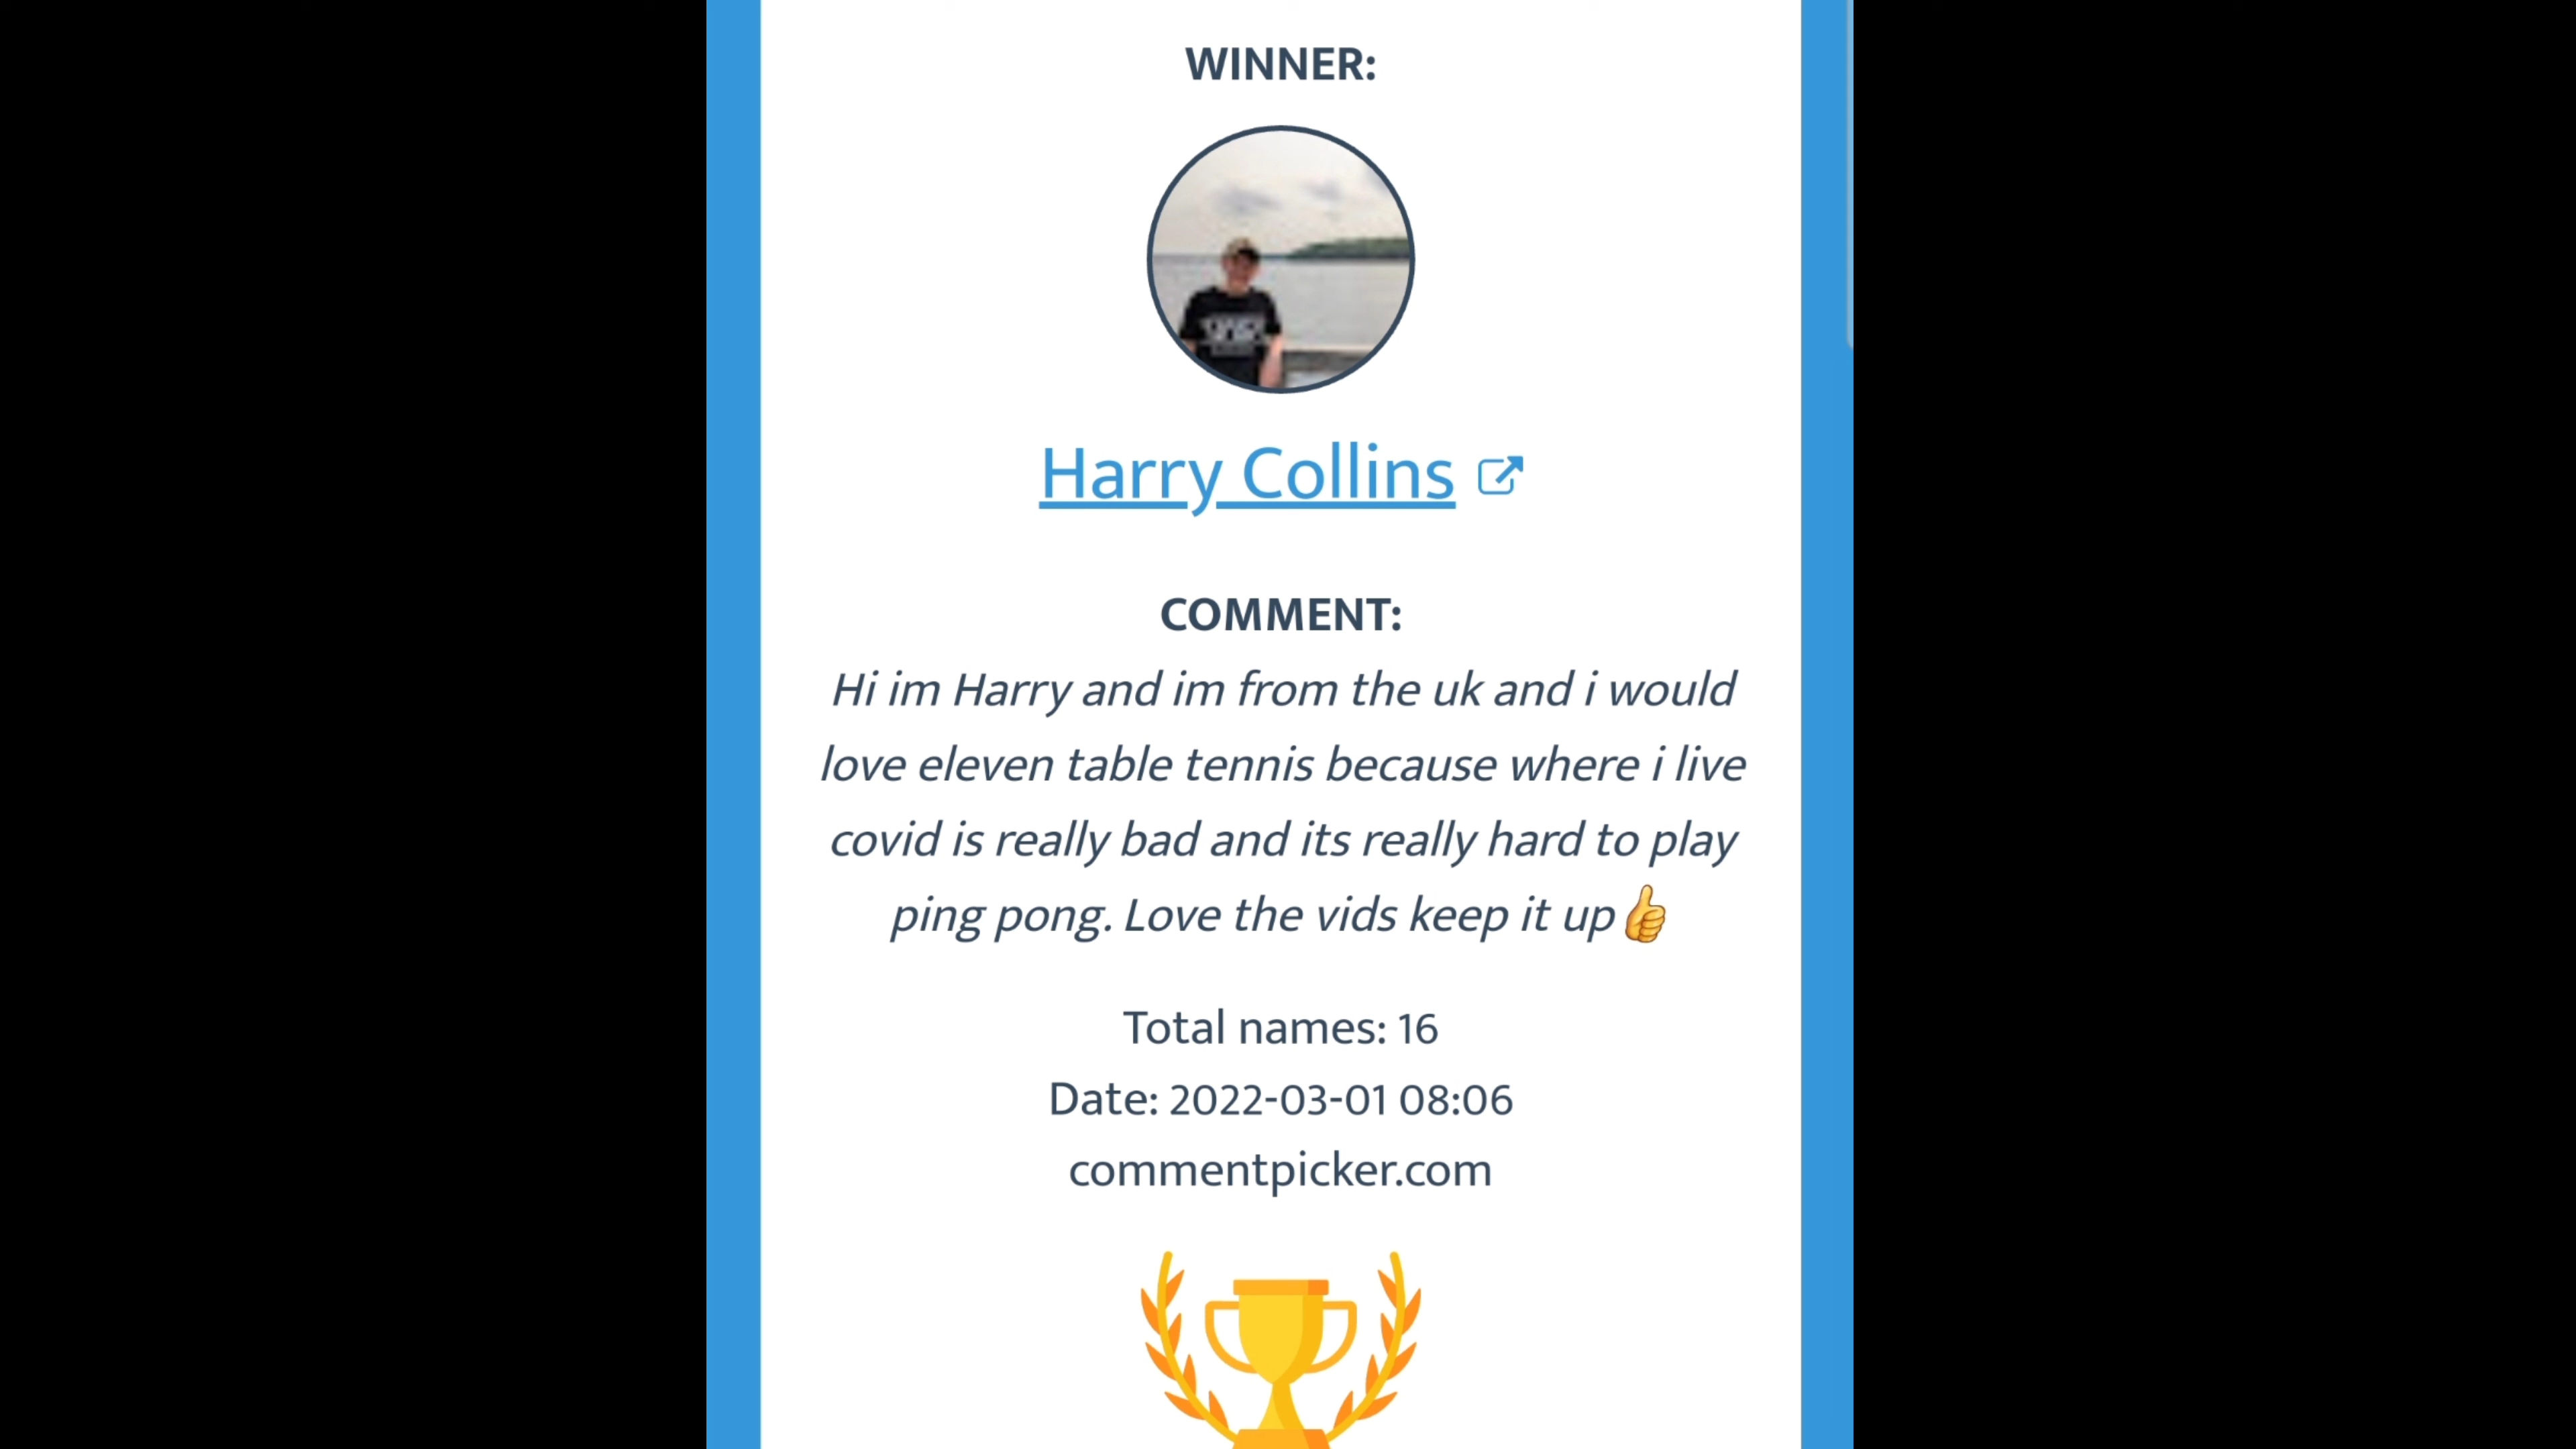 WINNER:
Harry Collins
COMMENT:
Hi im Harry and im from the uk and i would
love eleven table tennis because where i live
covid is really bad and its really hard to play
ping pong. Love the vids keep it up👍
Total names: 16
Date: 2022-03-01 08:06
commentpicker.com